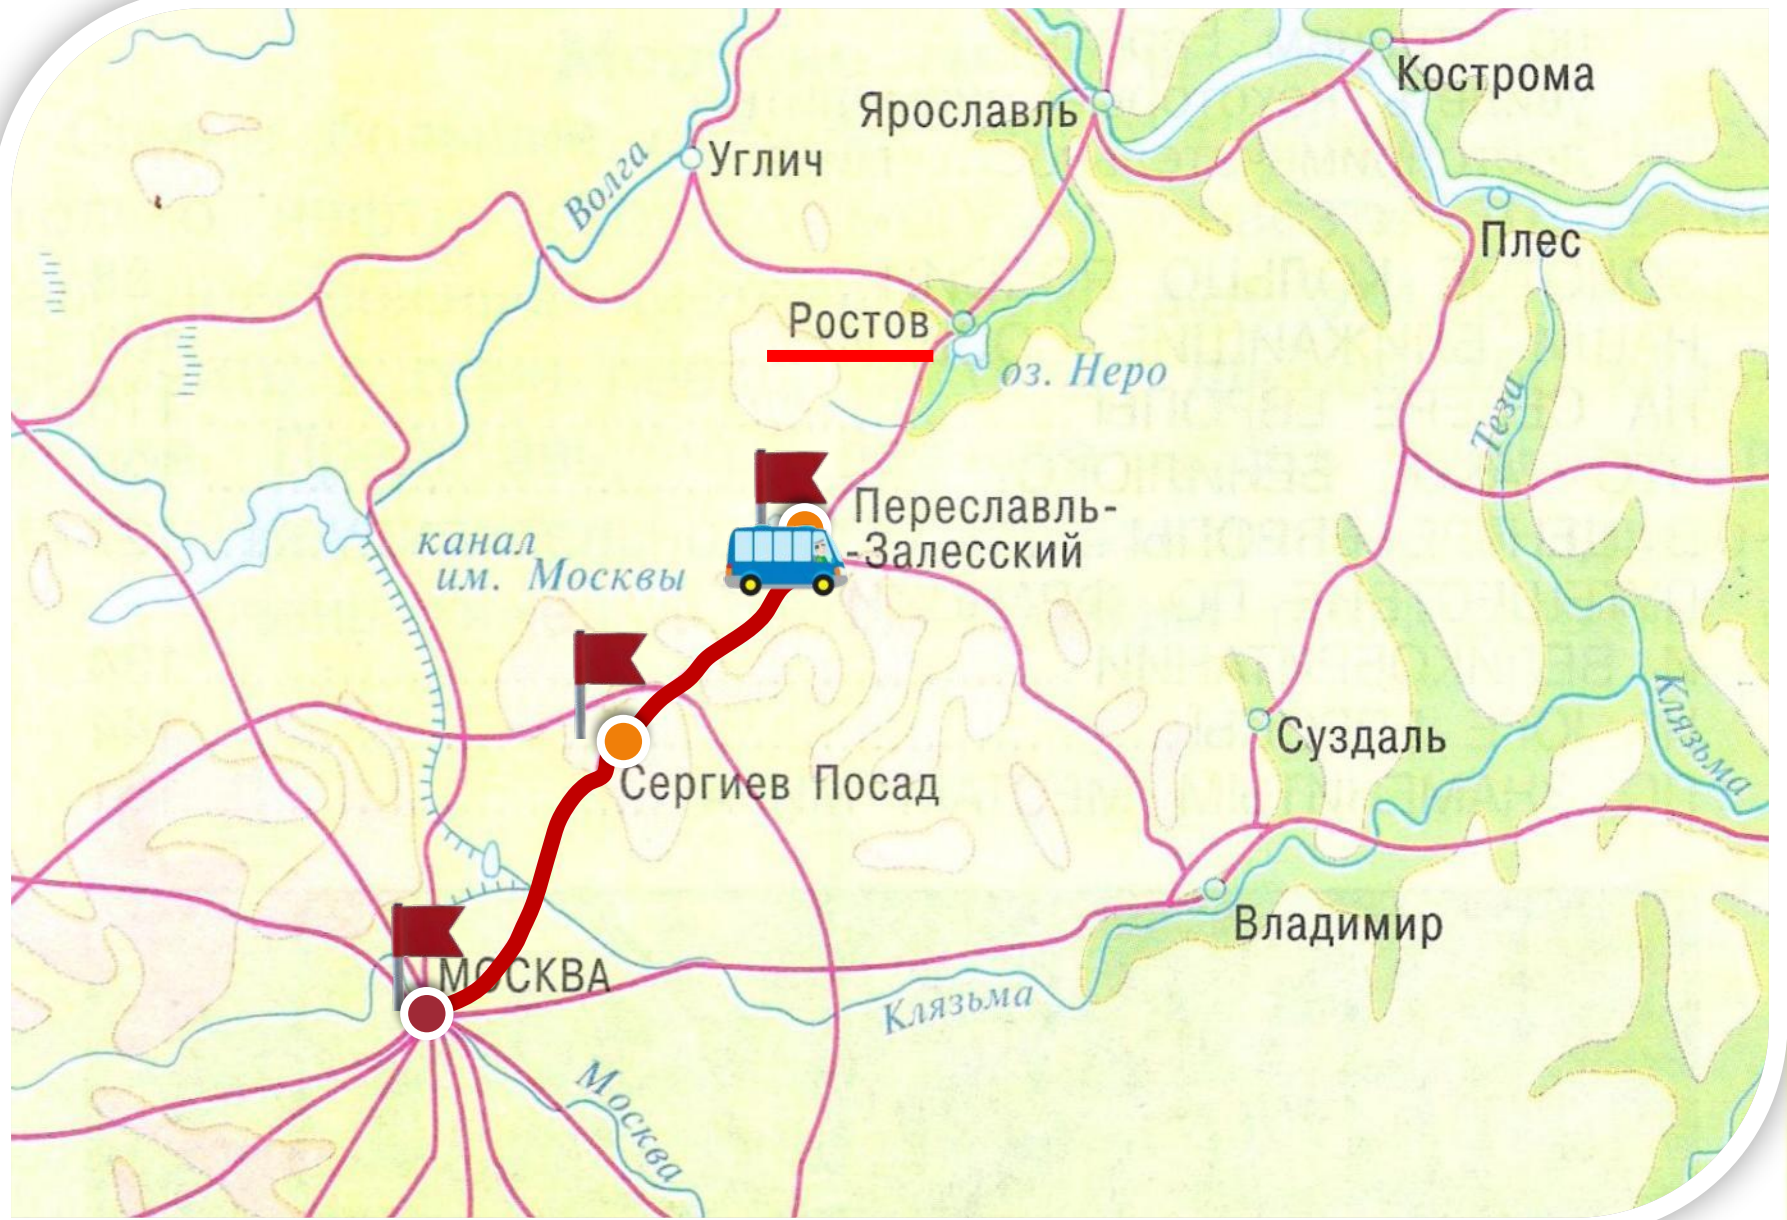 Кострома
Ярославль
Углич
Волга
Плес
Ростов
оз. Неро
Теза
Переславль-
-Залесский
канал
им. Москвы
Клязьма
Суздаль
Сергиев Посад
Владимир
МОСКВА
Клязьма
Москва